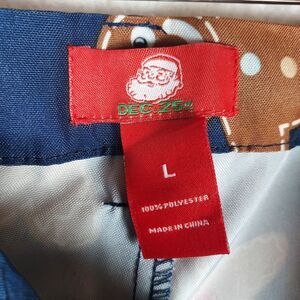 DEC 25th
L
100% POLYESTER
MADE IN CHINA